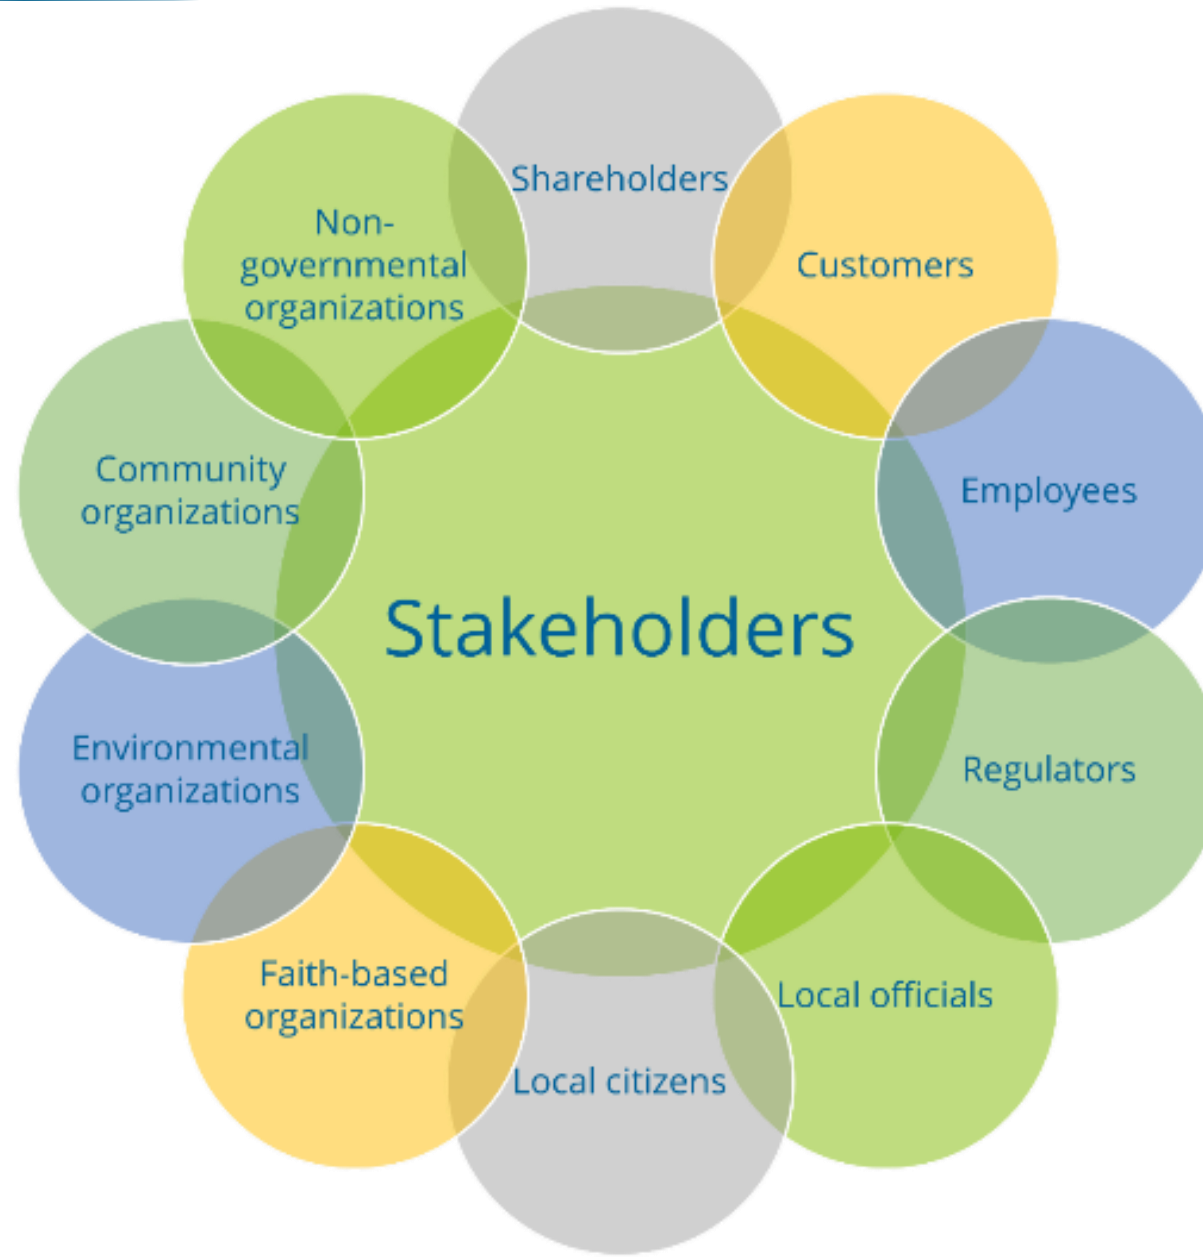 Shareholders
Customers
Employees
Regulators
Local officials
Local citizens
Faith-based
organizations
Environmental
organizations
Community
organizations
Non-
governmental
organizations
Stakeholders